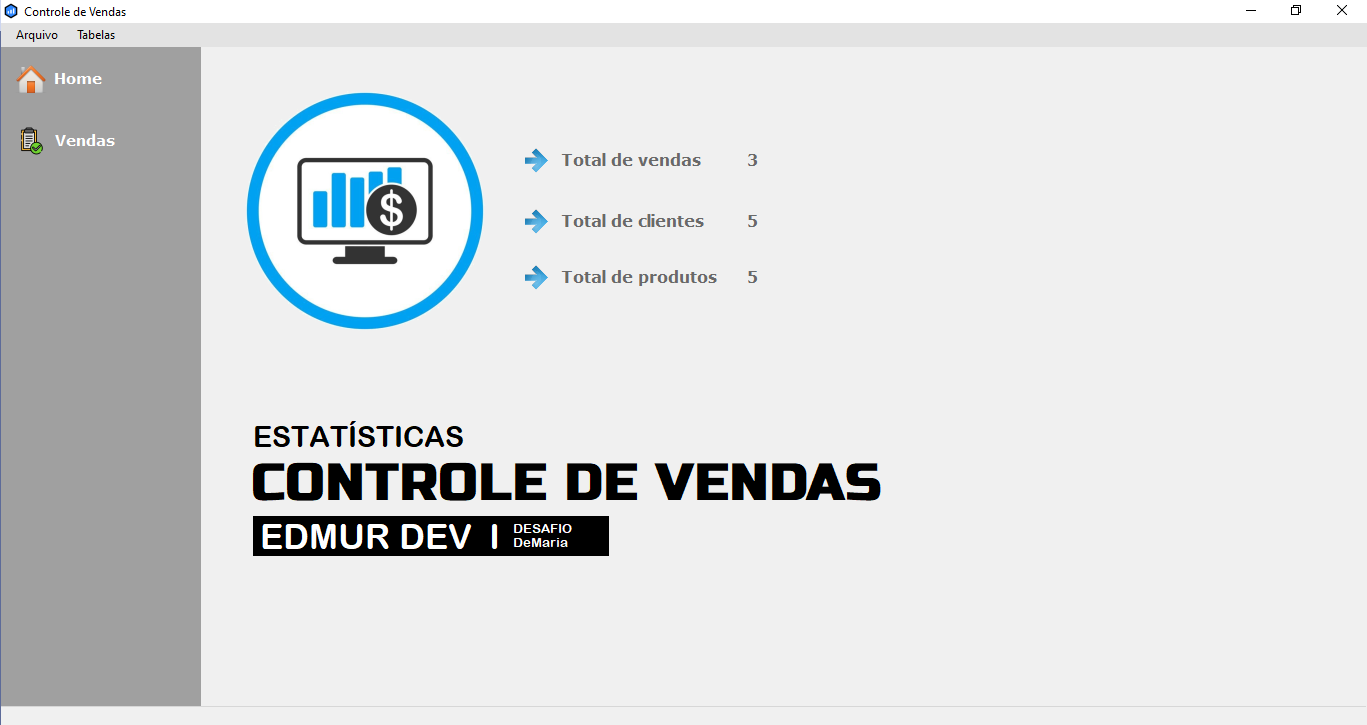 Controle de Vendas
Arquivo Tabelas
Home
Vendas
Total de vendas 3
Total de clientes 5
Total de produtos 5
$
ESTATÍSTICAS
CONTROLE DE VENDAS
EDMUR DEV | DESAFIO
DeMaria